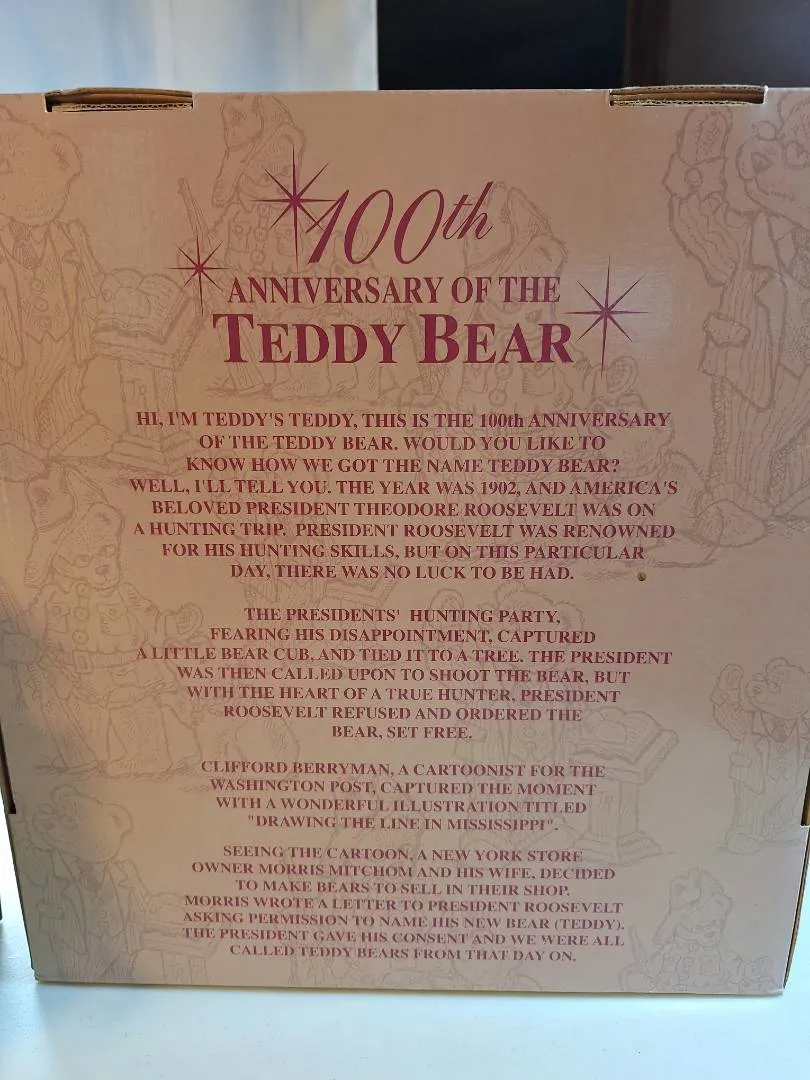 100th
ANNIVERSARY OF THE
TEDDY BEAR
HI, I'M TEDDY'S TEDDY, THIS IS THE 100th ANNIVERSARY
OF THE TEDDY BEAR. WOULD YOU LIKE TO
KNOW HOW WE GOT THE NAME TEDDY BEAR?
WELL, I'LL TELL YOU. THE YEAR WAS 1902, AND AMERICA'S
BELOVED PRESIDENT THEODORE ROOSEVELT WAS ON
A HUNTING TRIP. PRESIDENT ROOSEVELT WAS RENOWNED
FOR HIS HUNTING SKILLS, BUT ON THIS PARTICULAR
DAY, THERE WAS NO LUCK TO BE HAD.
THE PRESIDENTS' HUNTING PARTY,
FEARING HIS DISAPPOINTMENT, CAPTURED
A LITTLE BEAR CUB, AND TIED IT TO A TREE. THE PRESIDENT
WAS THEN CALLED UPON TO SHOOT THE BEAR, BUT
WITH THE HEART OF A TRUE HUNTER, PRESIDENT
ROOSEVELT REFUSED AND ORDERED THE
BEAR, SET FREE.
CLIFFORD BERRYMAN, A CARTOONIST FOR THE
WASHINGTON POST, CAPTURED THE MOMENT
WITH A WONDERFUL ILLUSTRATION TITLED
"DRAWING THE LINE IN MISSISSIPPI".
SEEING THE CARTOON, A NEW YORK STORE
OWNER MORRIS MITCHOM AND HIS WIFE, DECIDED
TO MAKE BEARS TO SELL IN THEIR SHOP.
MORRIS WROTE A LETTER TO PRESIDENT ROOSEVELT
ASKING PERMISSION TO NAME HIS NEW BEAR (TEDDY).
THE PRESIDENT GAVE HIS CONSENT AND WE WERE ALL
CALLED TEDDY BEARS FROM THAT DAY ON.